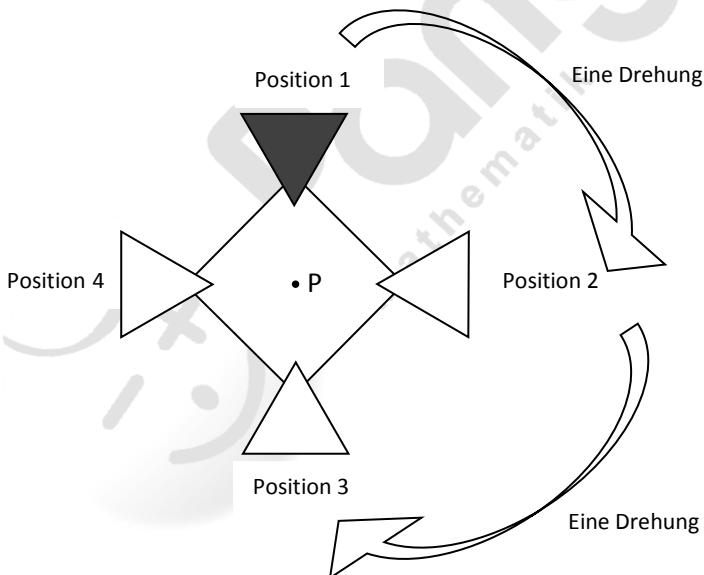 Eine Drehung
Position 1
Position 4
P
Position 2
Position 3
Eine Drehung